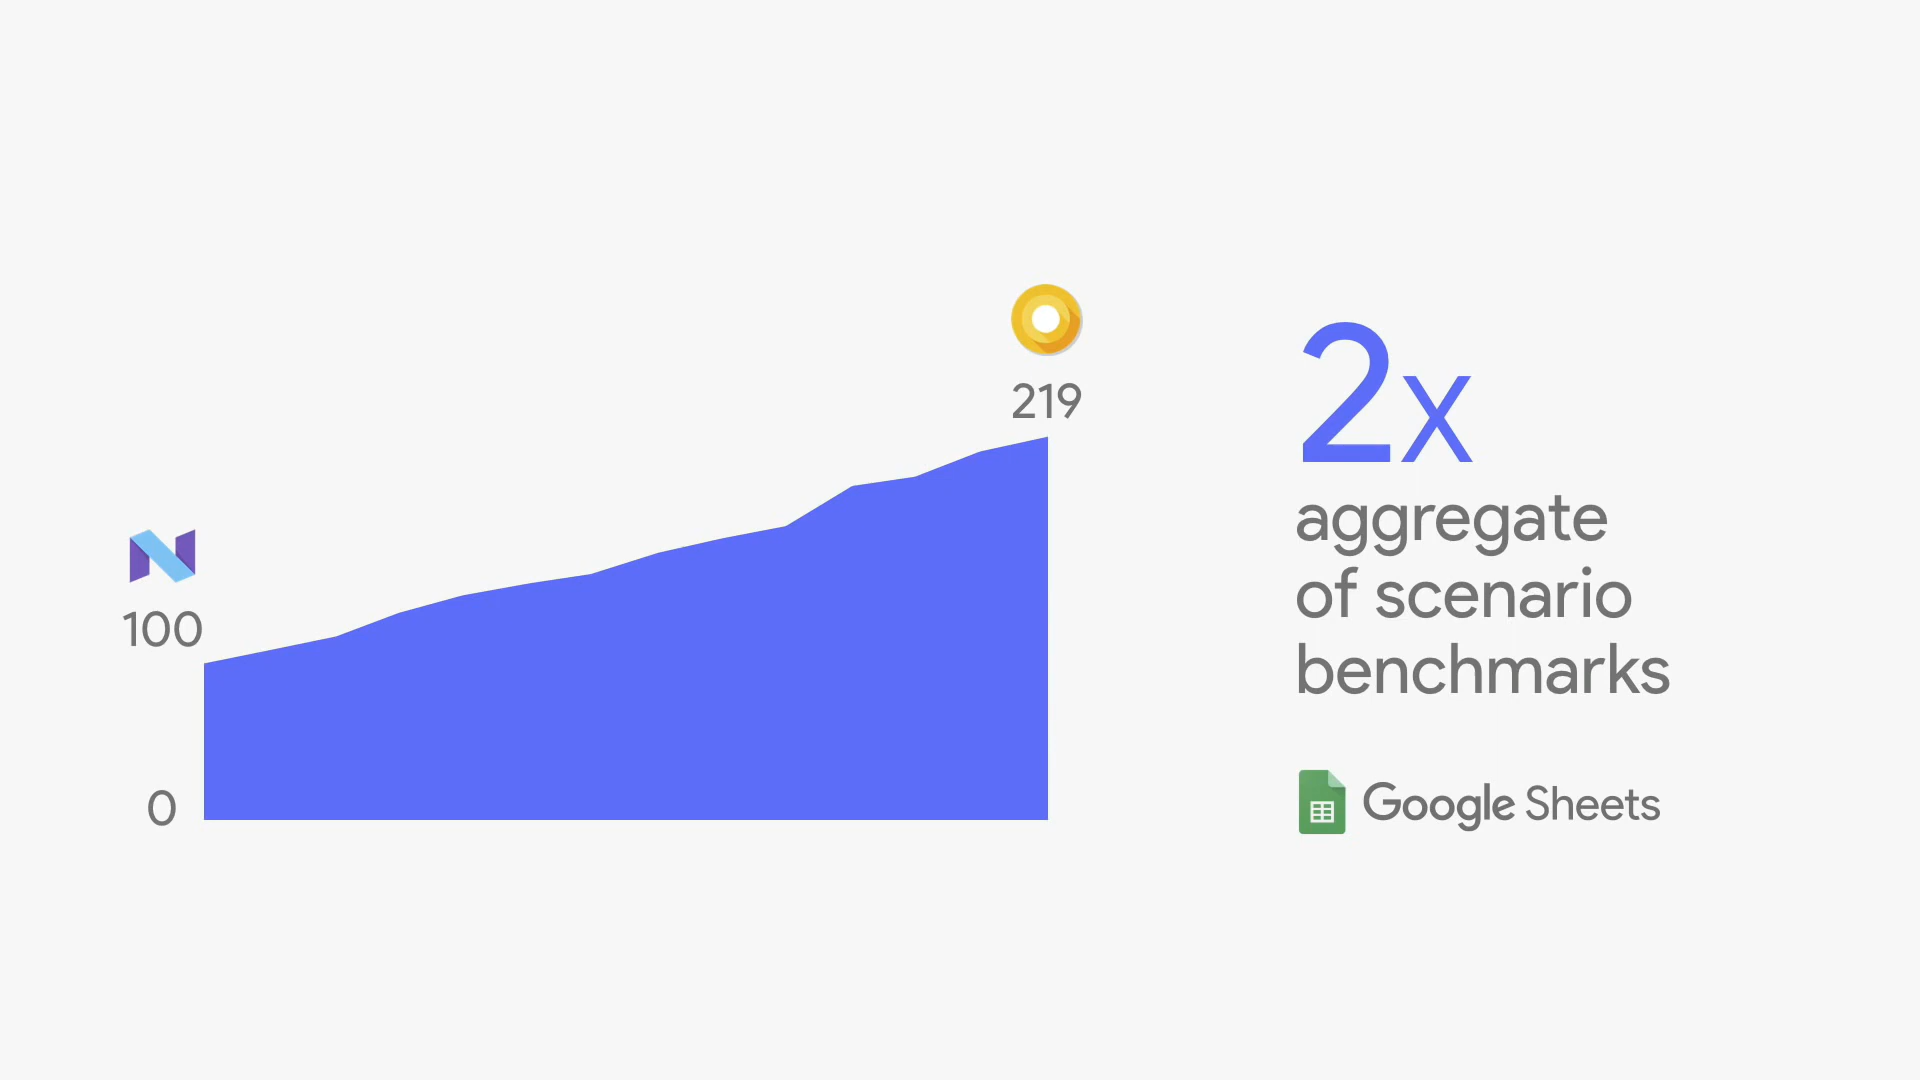 219
100
0
2x
aggregate
of scenario
benchmarks
Google Sheets